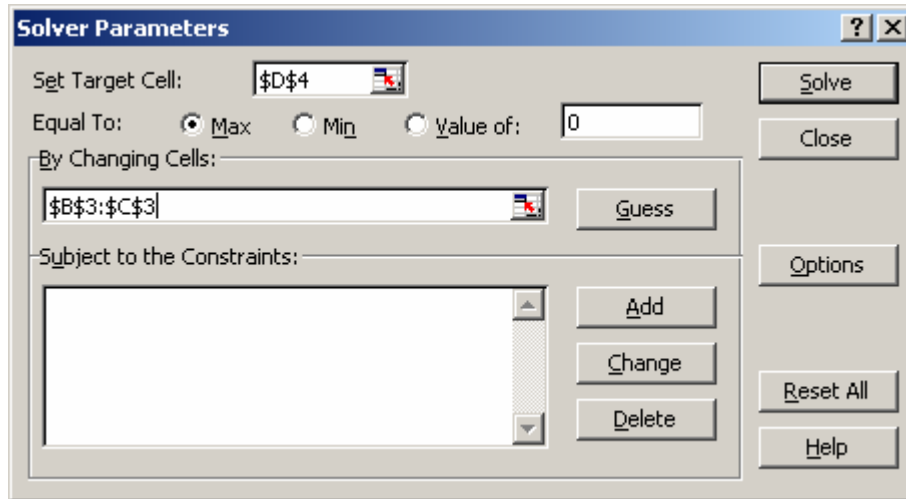 Solver Parameters ? ×
Set Target Cell: $D$4 Solve
Equal To: Max Min Value of: 0 Close
By Changing Cells:
$B$3:$C$3 Guess
Subject to the Constraints: Options
Add
Change
Reset All
Delete
Help